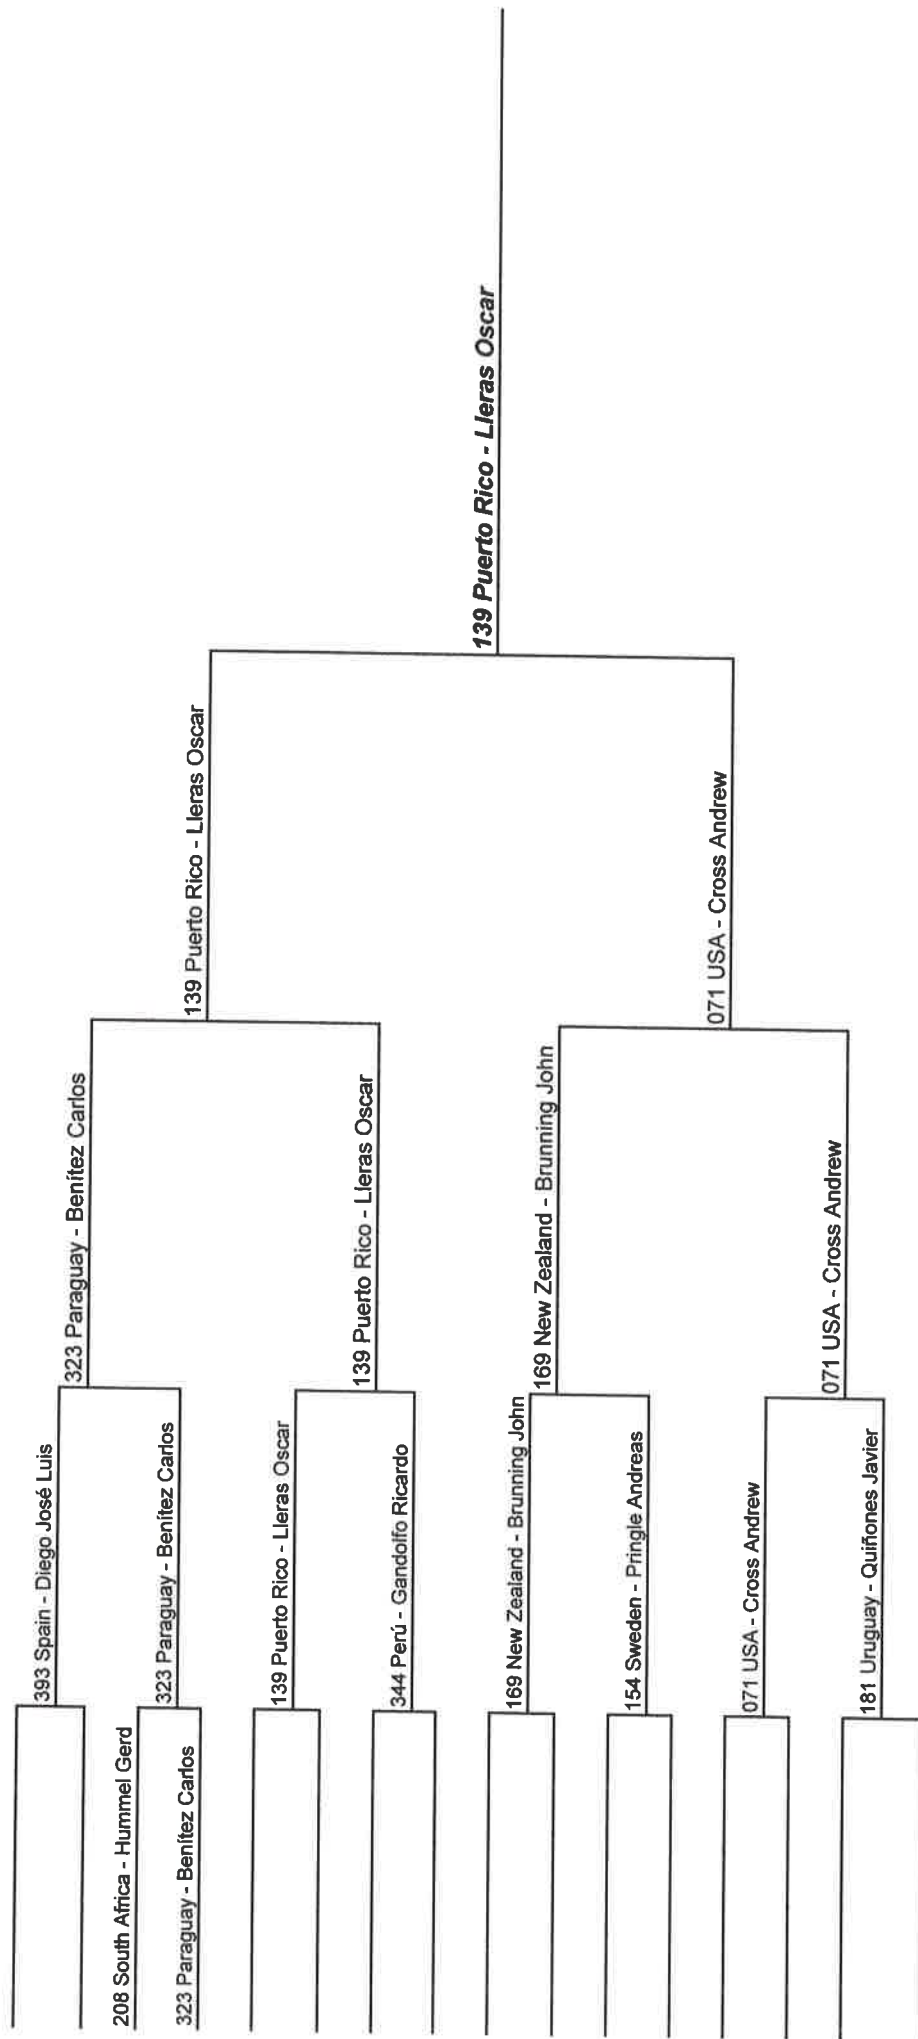 208 South Africa - Hummel Gerd
323 Paraguay - Benítez Carlos
393 Spain - Diego José Luis
323 Paraguay - Benítez Carlos
139 Puerto Rico - Lleras Oscar
344 Perú - Gandolfo Ricardo
169 New Zealand - Brunning John
154 Sweden - Pringle Andreas
071 USA - Cross Andrew
181 Uruguay - Quiñones Javier
323 Paraguay - Benítez Carlos
139 Puerto Rico - Lleras Oscar
169 New Zealand - Brunning John
071 USA - Cross Andrew
139 Puerto Rico - Lleras Oscar
071 USA - Cross Andrew
139 Puerto Rico - Lleras Oscar